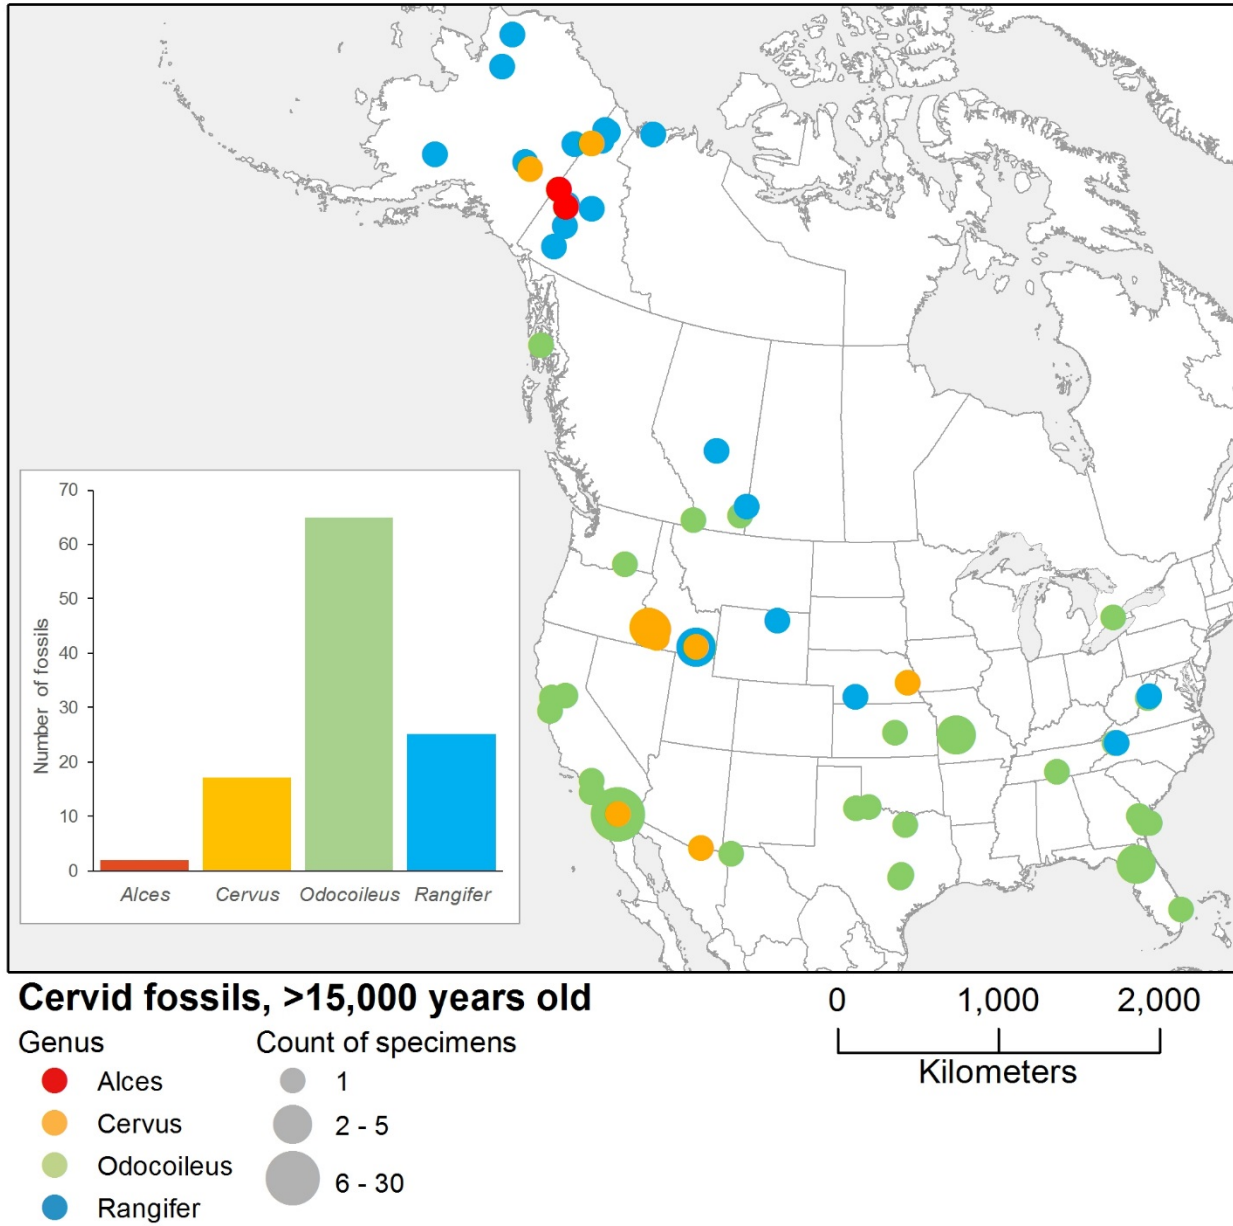 70
60
50
40
30
20
10
0
Number of fossils
Alces Cervus Odocoileus Rangifer
Cervid fossils, >15,000 years old
0 1,000 2,000
Kilometers
Genus
Alces
Cervus
Odocoileus
Rangifer
Count of specimens
1
2 - 5
6 - 30